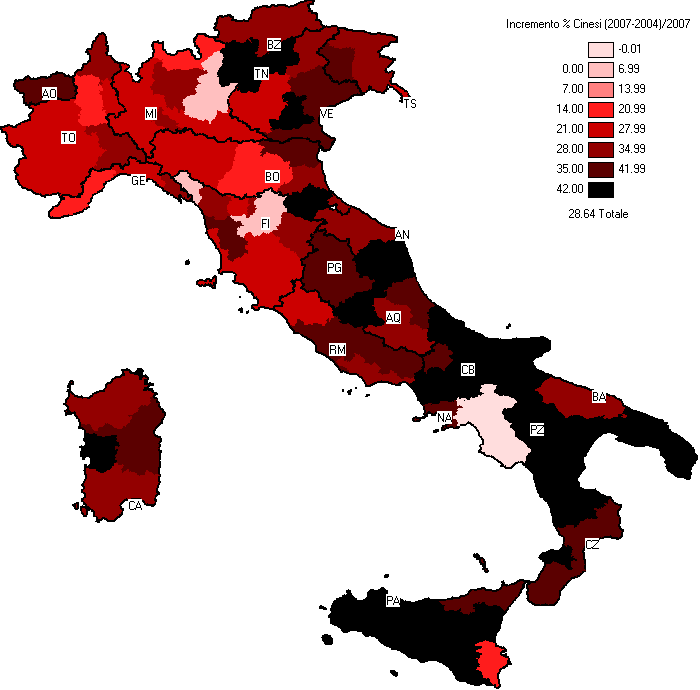 Incremento % Cinesi (2007-2004)/2007
-0.01
0.00 6.99
7.00 13.99
14.00 20.99
21.00 27.99
28.00 34.99
35.00 41.99
42.00
28.64 Totale
BZ
TN
AO
MI
VE
TS
TO
BO
GE
FI
AN
PG
AQ
RM
CB
BA
NA
PZ
CA
CZ
PA